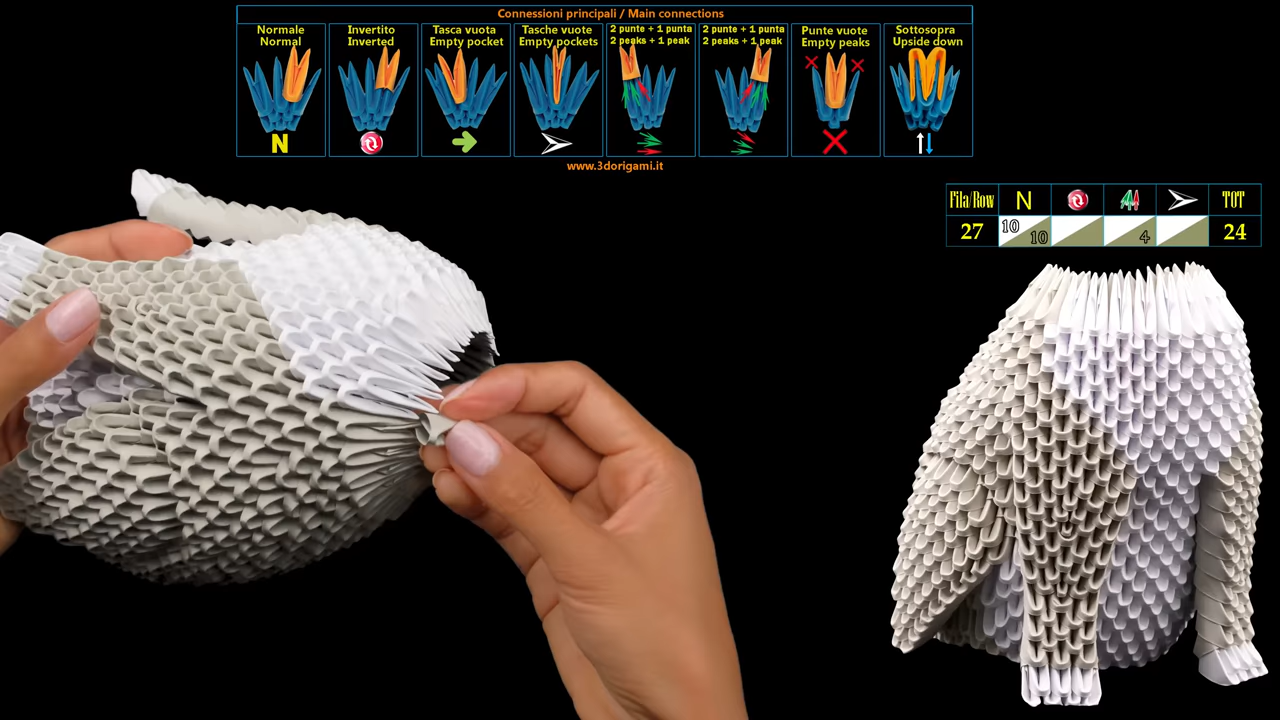 Connessioni principali / Main connections
Normale
Normal
N
Invertito
Inverted
Tasca vuota
Empty pocket
Tasche vuote
Empty pockets
2 punte + 1 punta
2 peaks + 1 peak
2 punte + 1 punta
2 peaks + 1 peak
Punte vuote
Empty peaks
Sottosopra
Upside down
www.3dorigami.it
Fila/Row N TOT
27 10 10 4 24